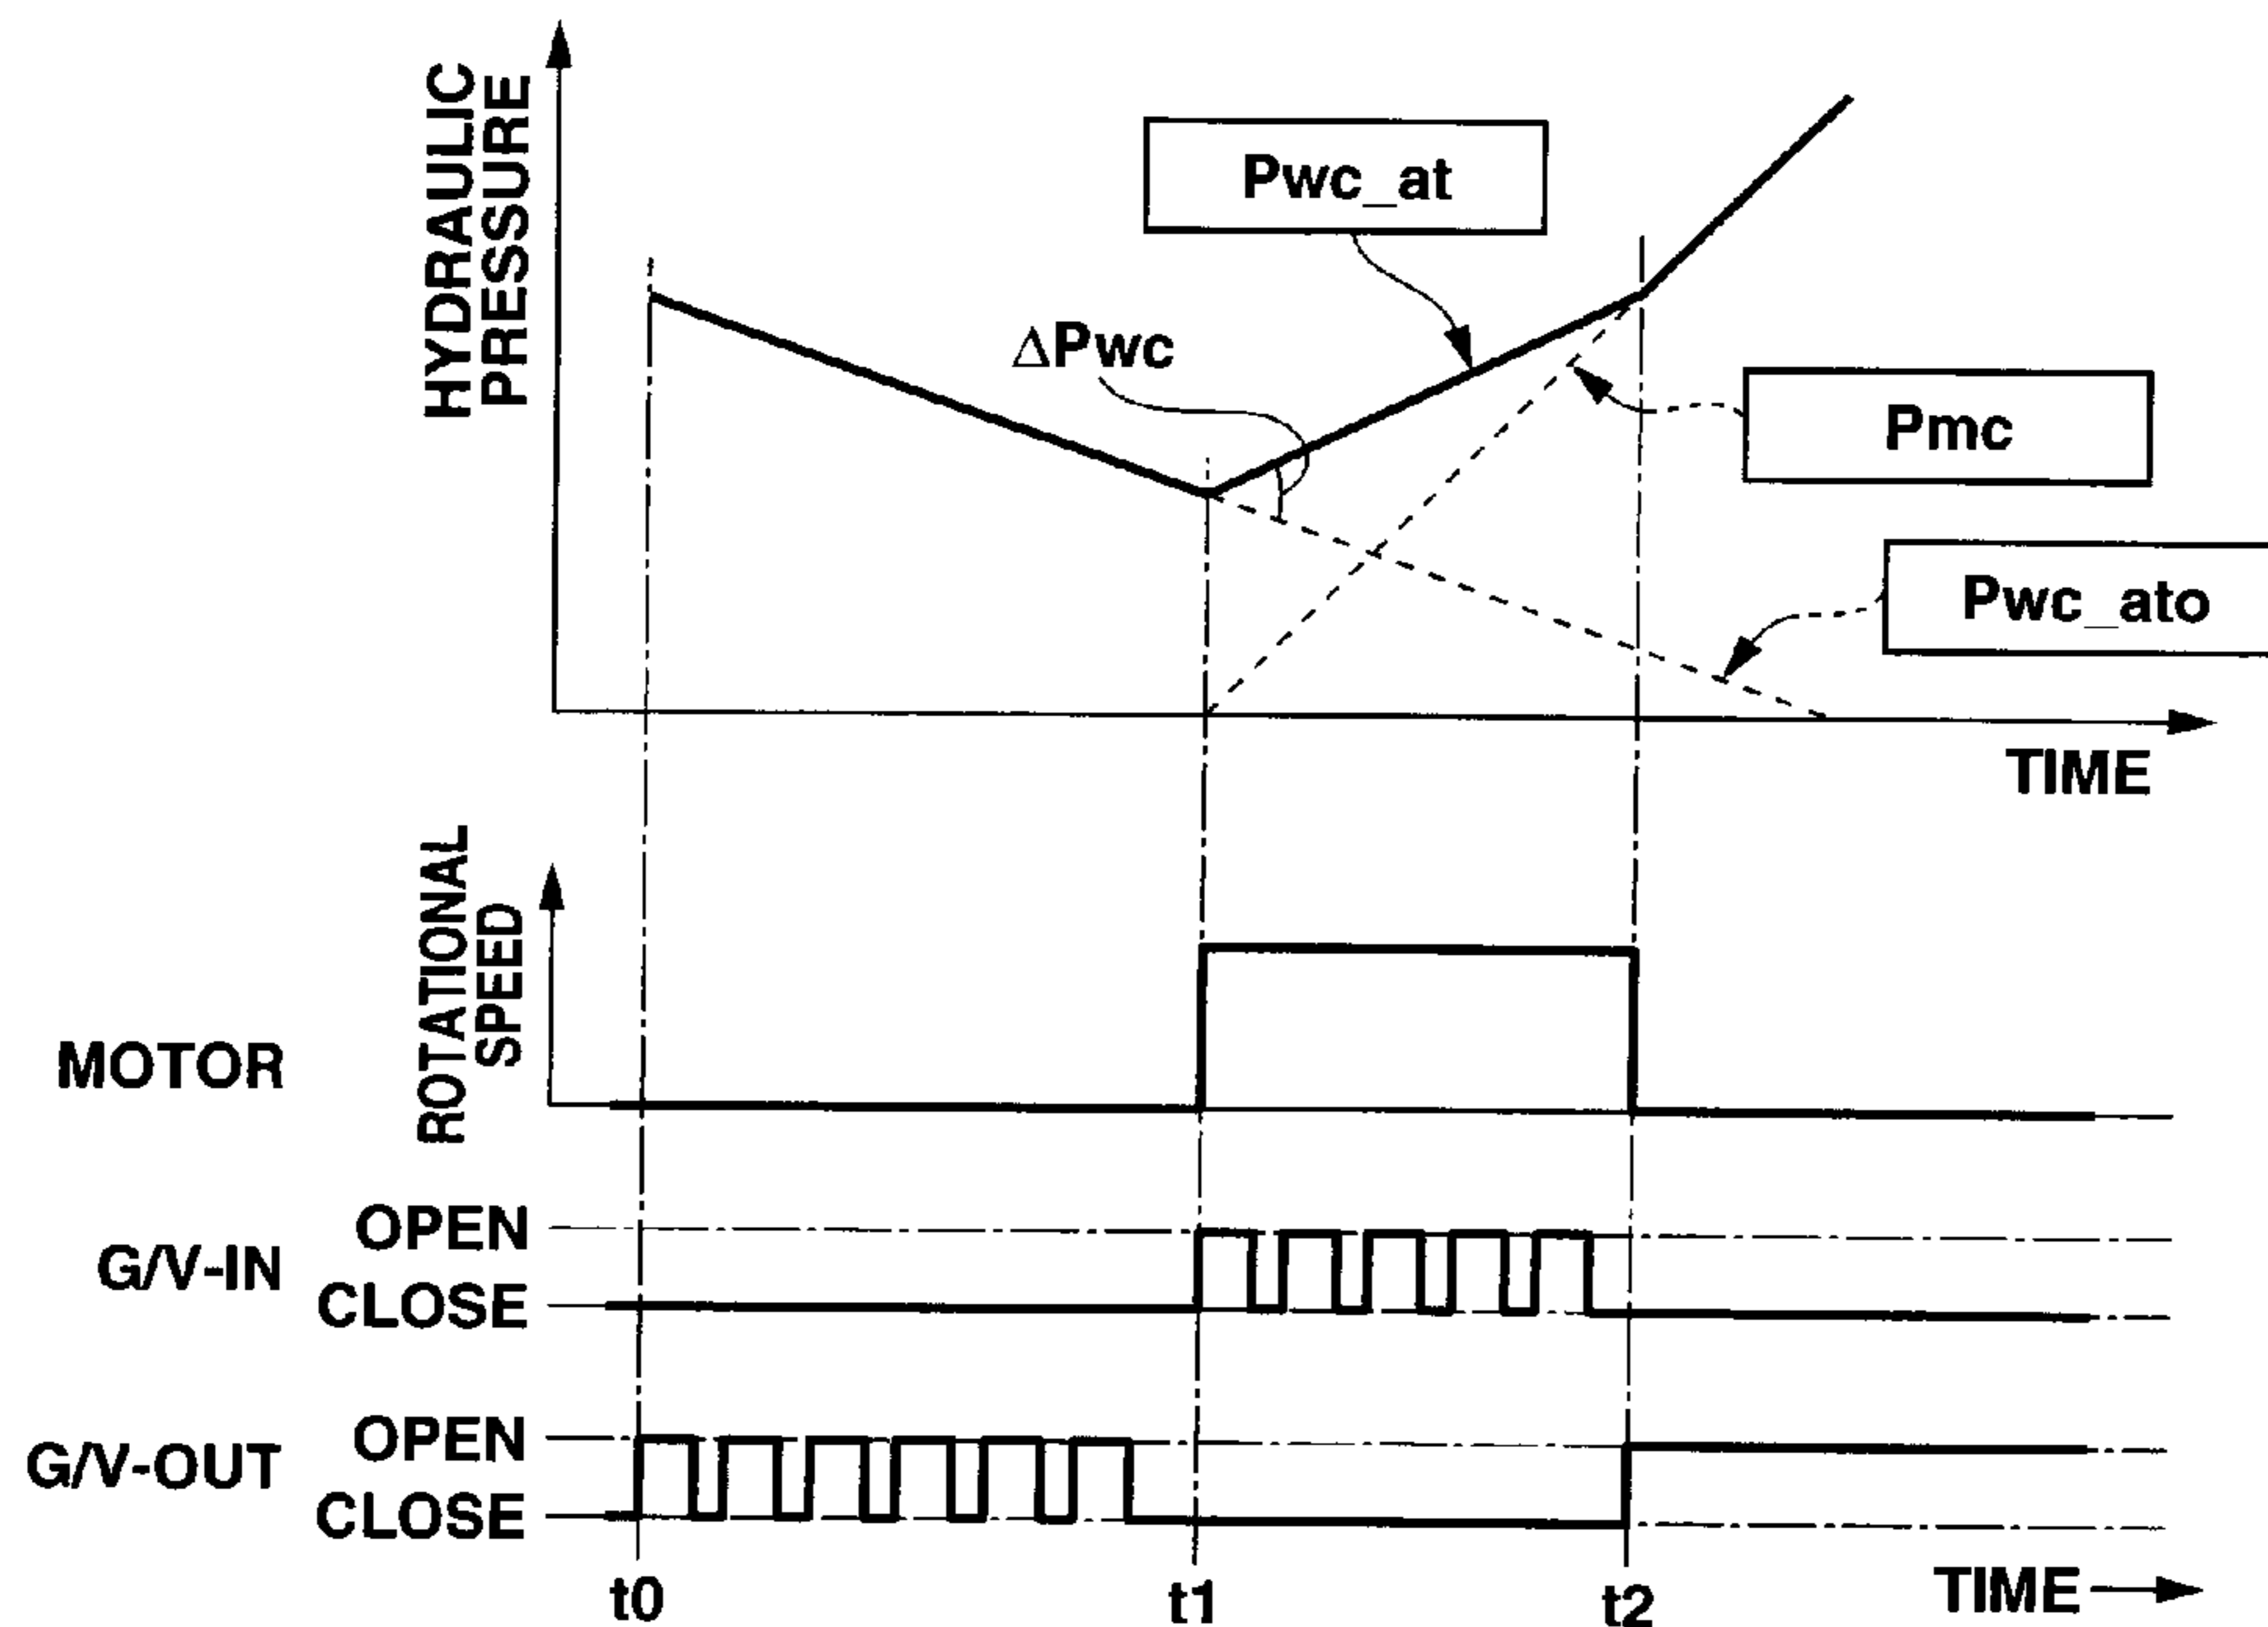 HYDRAULIC
PRESSURE
Pwc_at
ΔPwc
Pmc
Pwc_ato
TIME
ROTATIONAL
SPEED
MOTOR
OPEN
G/V-IN
CLOSE
OPEN
G/V-OUT
CLOSE
t0
t1
t2
TIME